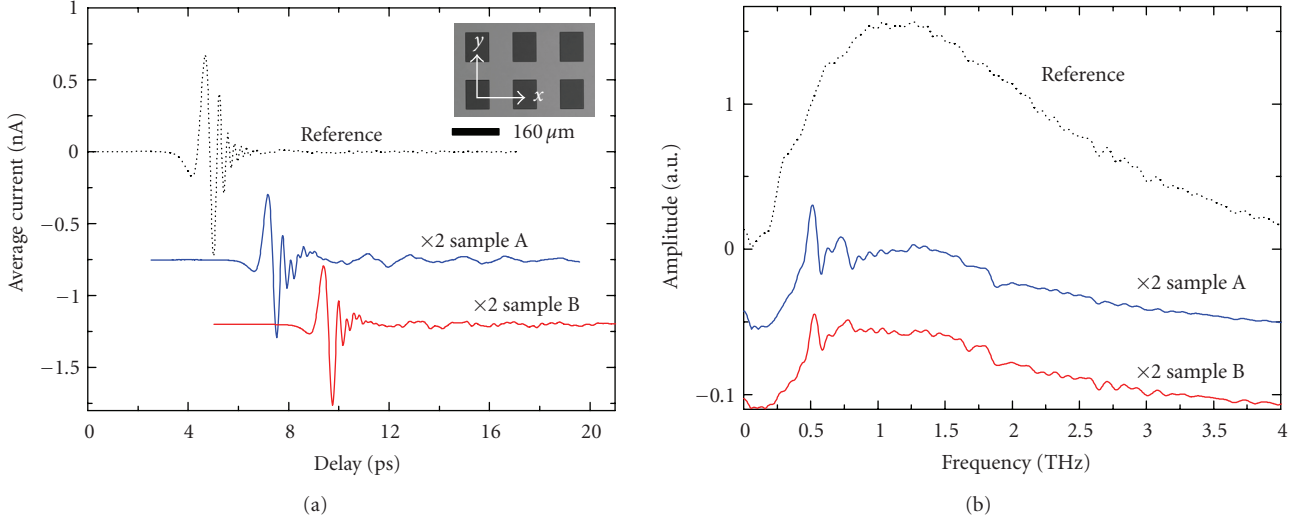 1
0.5
0
−0.5
−1
−1.5
Average current (nA)
0
4
8
12
16
20
Delay (ps)
Reference
×2 sample A
×2 sample B
y
x
160 μm
(a)
1
0
−0.1
Amplitude (a.u.)
0
0.5
1
1.5
2
2.5
3
3.5
4
Frequency (THz)
Reference
×2 sample A
×2 sample B
(b)